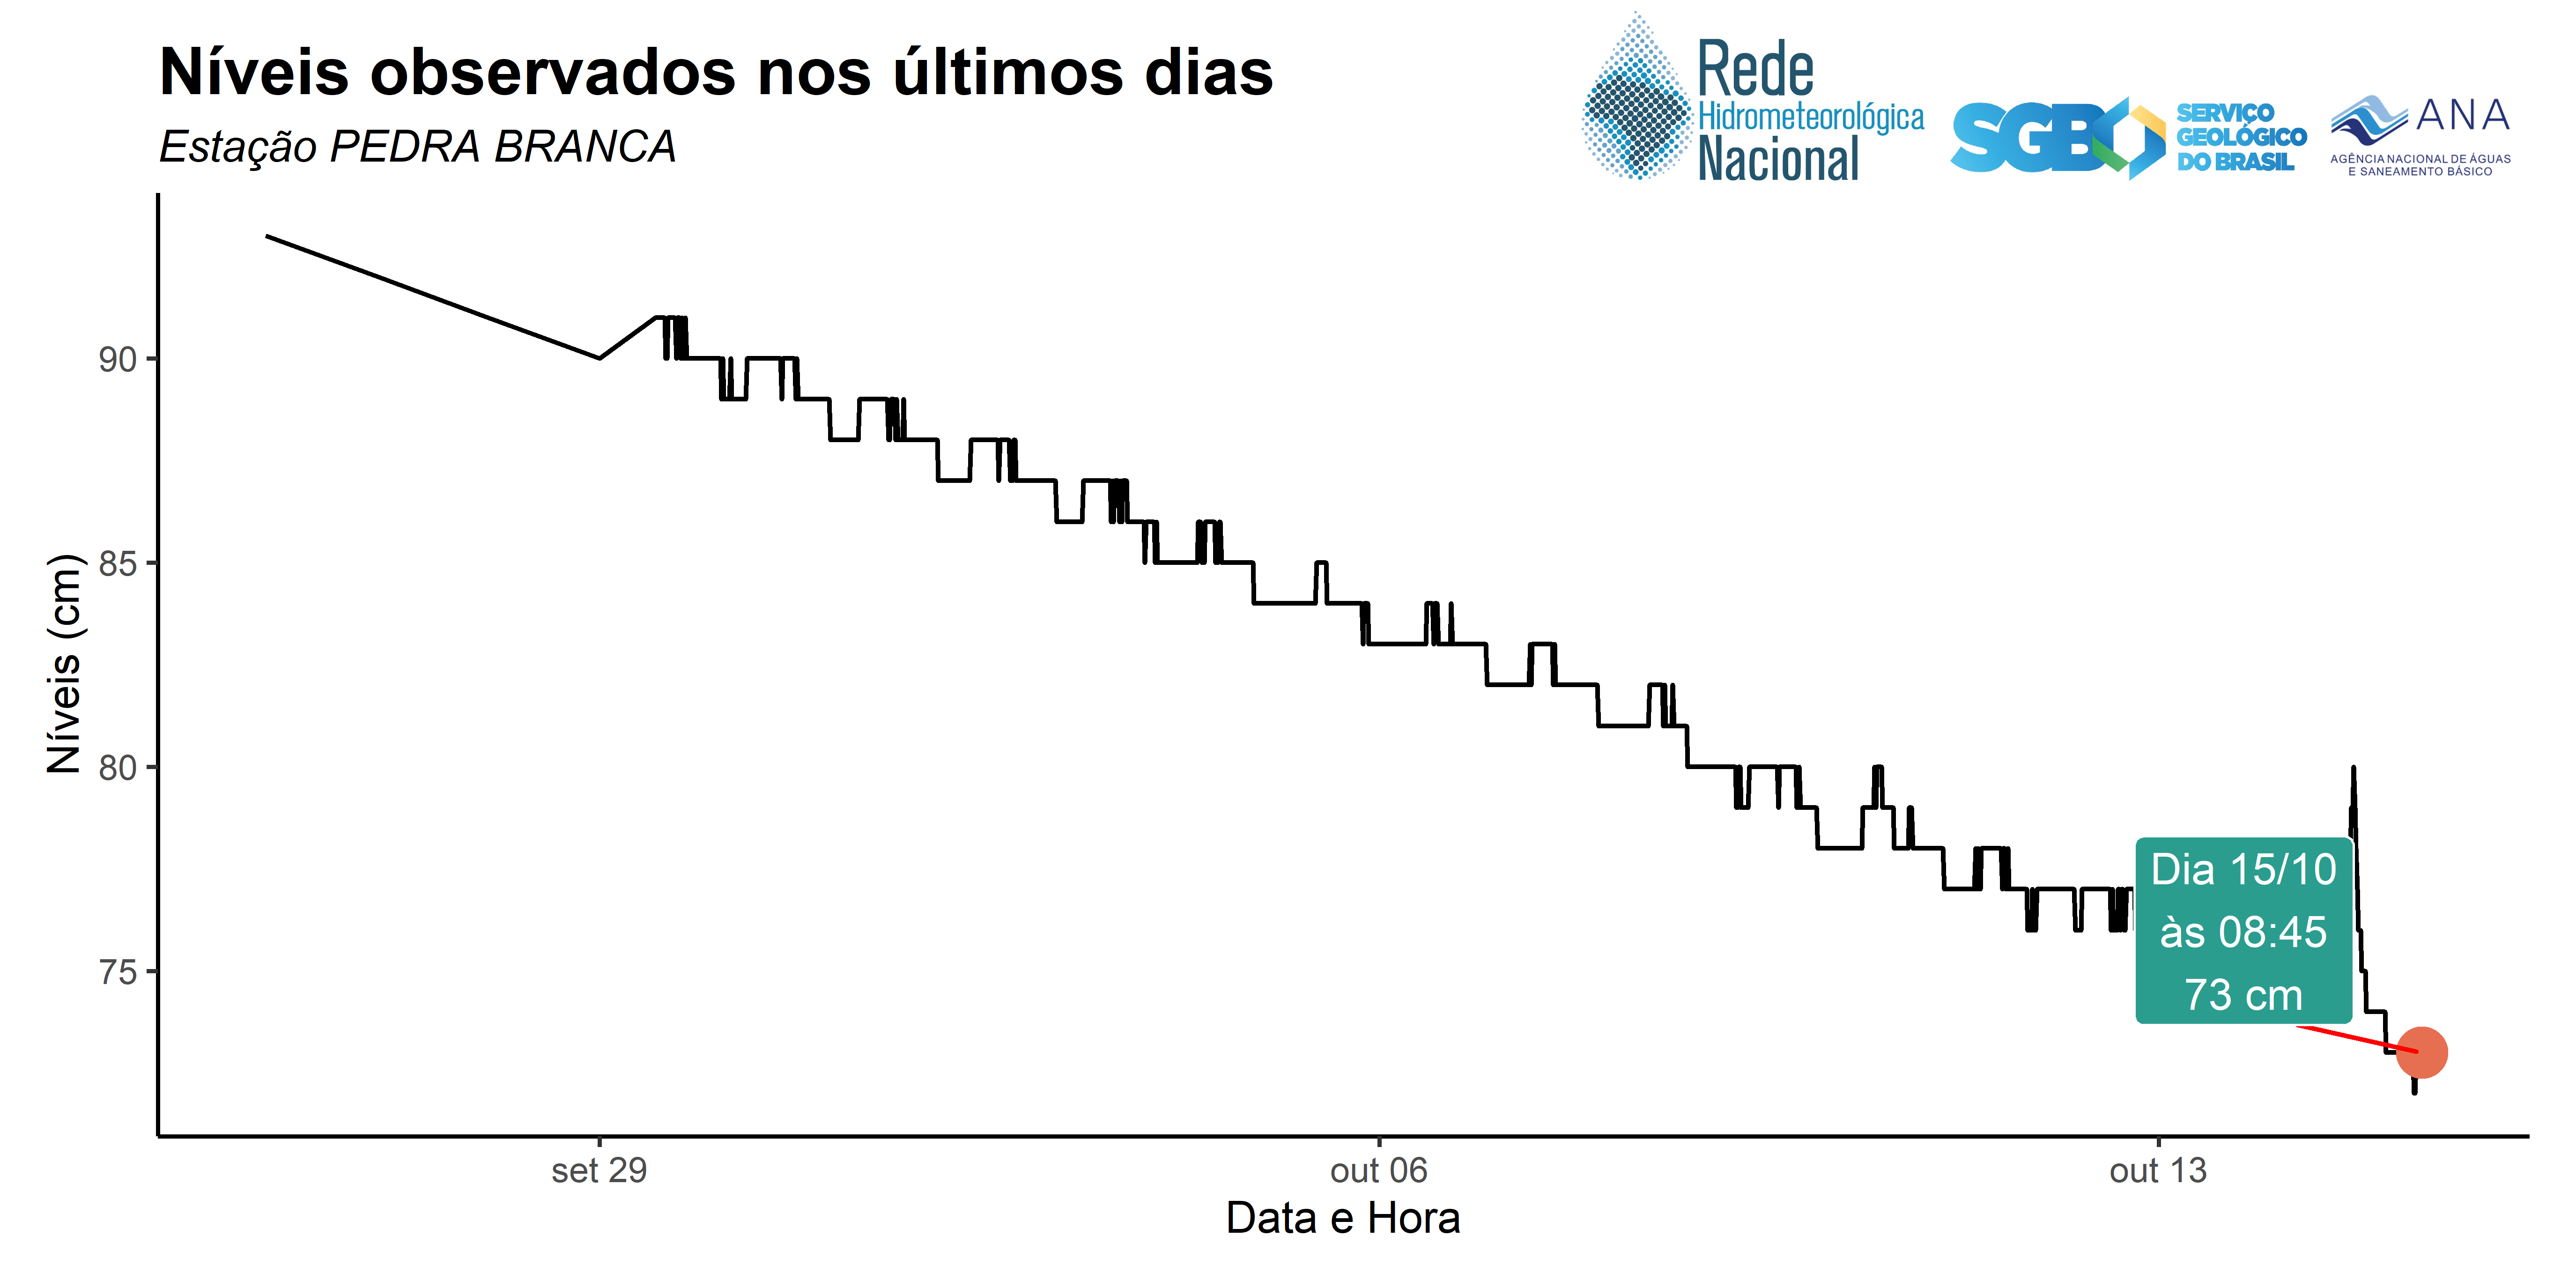 Níveis observados nos últimos dias
Estação PEDRA BRANCA
Rede
Hidrometeorológica
Nacional
SGB
SERVIÇO
GEOLÓGICO
DO BRASIL
ANA
AGÊNCIA NACIONAL DE ÁGUAS
E SANEAMENTO BÁSICO
Níveis (cm)
90
85
80
75
Dia 15/10
às 08:45
73 cm
set 29
out 06
out 13
Data e Hora